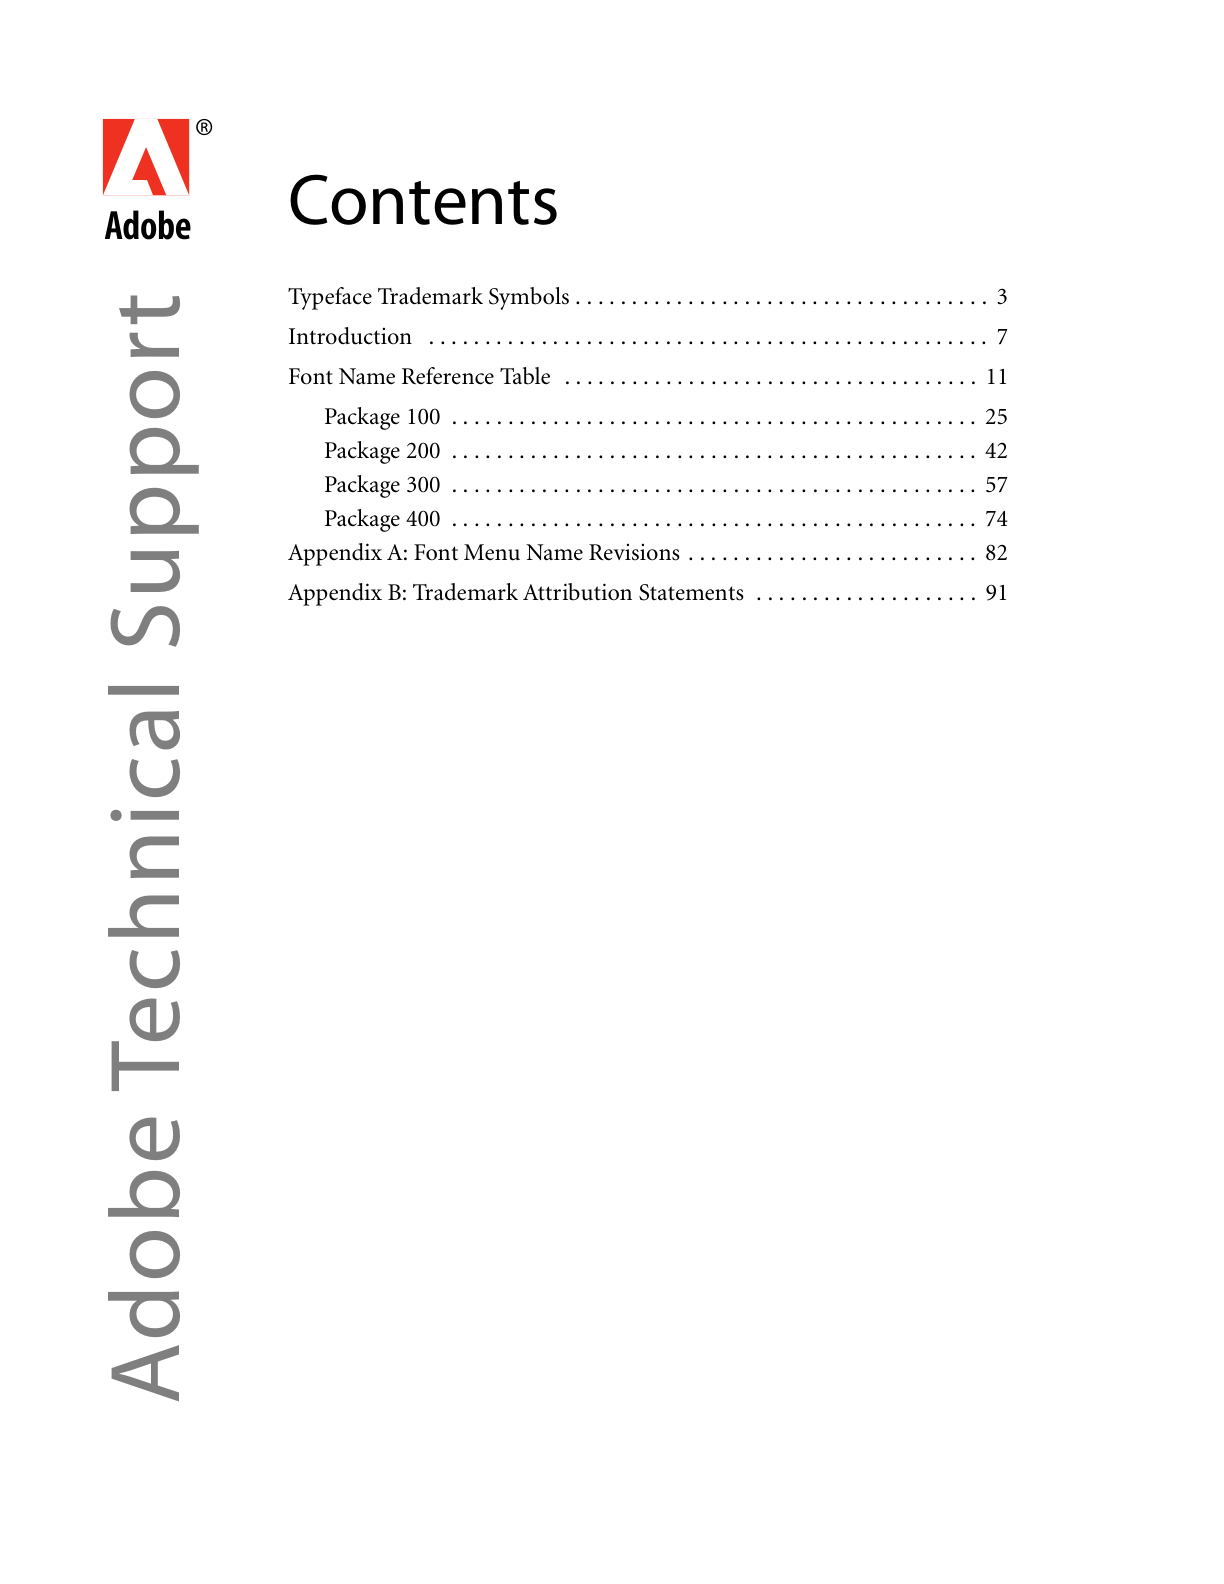 ®
Adobe
Adobe Technical Support
Contents
Typeface Trademark Symbols . . . . . . . . . . . . . . . . . . . . . . . . . . . . . . . . . . . . . 3
Introduction . . . . . . . . . . . . . . . . . . . . . . . . . . . . . . . . . . . . . . . . . . . . . . . . . . 7
Font Name Reference Table . . . . . . . . . . . . . . . . . . . . . . . . . . . . . . . . . . . . . 11
Package 100 . . . . . . . . . . . . . . . . . . . . . . . . . . . . . . . . . . . . . . . . . . . . . . . 25
Package 200 . . . . . . . . . . . . . . . . . . . . . . . . . . . . . . . . . . . . . . . . . . . . . . . 42
Package 300 . . . . . . . . . . . . . . . . . . . . . . . . . . . . . . . . . . . . . . . . . . . . . . . 57
Package 400 . . . . . . . . . . . . . . . . . . . . . . . . . . . . . . . . . . . . . . . . . . . . . . . 74
Appendix A: Font Menu Name Revisions . . . . . . . . . . . . . . . . . . . . . . . . . . 82
Appendix B: Trademark Attribution Statements . . . . . . . . . . . . . . . . . . . . 91